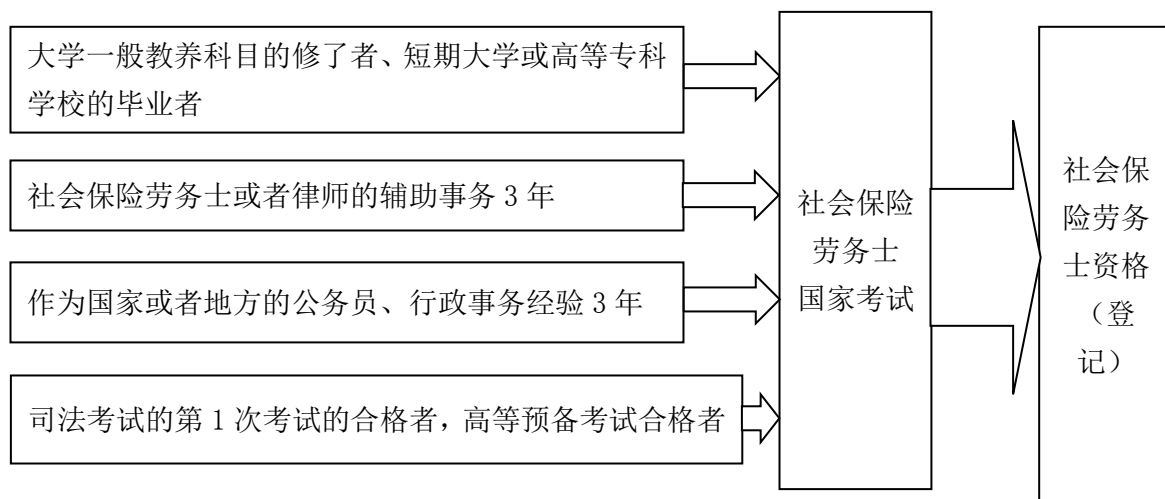 大学一般教养科目的修了者、短期大学或高等专科
学校的毕业者
社会保险劳务士或者律师的辅助事务 3 年
作为国家或者地方的公务员、行政事务经验 3 年
司法考试的第 1 次考试的合格者，高等预备考试合格者
社会保险
劳务士
国家考试
社会保
险劳务
士资格
（登
记）